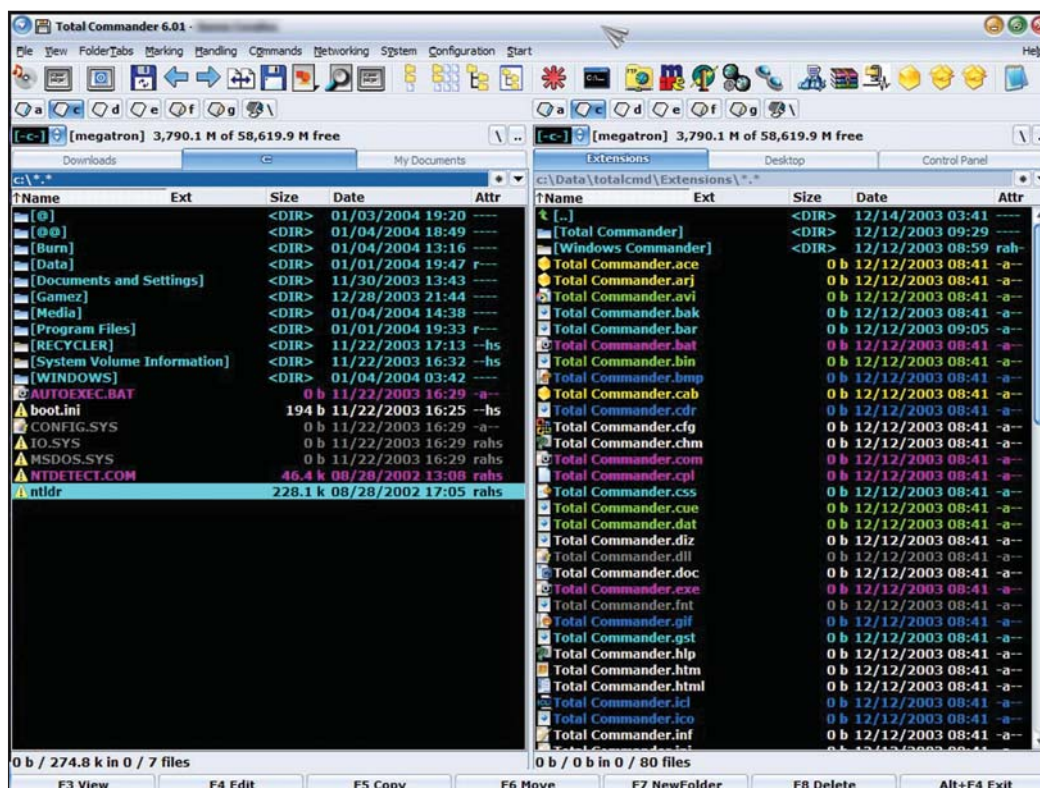 Total Commander 6.01 -
File View FolderTabs Marking Handling Commands Networking System Configuration Start Help
a c d e f g \
a c d e f g \
[-c-] [megatron] 3,790.1 M of 58,619.9 M free \ ..
[-c-] [megatron] 3,790.1 M of 58,619.9 M free \
Downloads c My Documents
Extensions Desktop Control Panel
c:\*.* * ▼
c:\Data\totalcmd\Extensions\*.* *
↑Name Ext Size Date Attr
[@] <DIR> 01/03/2004 19:20 ----
[@@] <DIR> 01/04/2004 18:49 ----
[Burn] <DIR> 01/04/2004 13:16 ----
[Data] <DIR> 01/01/2004 19:47 r---
[Documents and Settings] <DIR> 11/30/2003 13:43 ----
[Gamez] <DIR> 12/28/2003 21:44 ----
[Media] <DIR> 01/04/2004 14:38 ----
[Program Files] <DIR> 01/01/2004 19:33 r---
[RECYCLER] <DIR> 11/22/2003 17:13 --hs
[System Volume Information] <DIR> 11/22/2003 16:32 --hs
[WINDOWS] <DIR> 01/04/2004 03:42 ----
AUTOEXEC.BAT 0 b 11/22/2003 16:29 -a--
boot.ini 194 b 11/22/2003 16:25 --hs
CONFIG.SYS 0 b 11/22/2003 16:29 -a--
IO.SYS 0 b 11/22/2003 16:29 rahs
MSDOS.SYS 0 b 11/22/2003 16:29 rahs
NTDETECT.COM 46.4 k 08/28/2002 13:08 rahs
ntldr 228.1 k 08/28/2002 17:05 rahs
0 b / 274.8 k in 0 / 7 files
↑Name Ext Size Date Attr
[..] <DIR> 12/14/2003 03:41 ----
[Total Commander] <DIR> 12/12/2003 09:29 ----
[Windows Commander] <DIR> 12/12/2003 08:59 rah-
Total Commander.ace 0 b 12/12/2003 08:41 -a--
Total Commander.arj 0 b 12/12/2003 08:41 -a--
Total Commander.avi 0 b 12/12/2003 08:41 -a--
Total Commander.bak 0 b 12/12/2003 08:41 -a--
Total Commander.bar 0 b 12/12/2003 09:05 -a--
Total Commander.bat 0 b 12/12/2003 08:41 -a--
Total Commander.bin 0 b 12/12/2003 08:41 -a--
Total Commander.bmp 0 b 12/12/2003 08:41 -a--
Total Commander.cab 0 b 12/12/2003 08:41 -a--
Total Commander.cdr 0 b 12/12/2003 08:41 -a--
Total Commander.cfg 0 b 12/12/2003 08:41 -a--
Total Commander.chm 0 b 12/12/2003 08:41 -a--
Total Commander.com 0 b 12/12/2003 08:41 -a--
Total Commander.cpl 0 b 12/12/2003 08:41 -a--
Total Commander.css 0 b 12/12/2003 08:41 -a--
Total Commander.cue 0 b 12/12/2003 08:41 -a--
Total Commander.dat 0 b 12/12/2003 08:41 -a--
Total Commander.diz 0 b 12/12/2003 08:41 -a--
Total Commander.dll 0 b 12/12/2003 08:41 -a--
Total Commander.doc 0 b 12/12/2003 08:41 -a--
Total Commander.exe 0 b 12/12/2003 08:41 -a--
Total Commander.fnt 0 b 12/12/2003 08:41 -a--
Total Commander.gif 0 b 12/12/2003 08:41 -a--
Total Commander.gst 0 b 12/12/2003 08:41 -a--
Total Commander.hlp 0 b 12/12/2003 08:41 -a--
Total Commander.htm 0 b 12/12/2003 08:41 -a--
Total Commander.html 0 b 12/12/2003 08:41 -a--
Total Commander.icl 0 b 12/12/2003 08:41 -a--
Total Commander.ico 0 b 12/12/2003 08:41 -a--
Total Commander.inf 0 b 12/12/2003 08:41 -a--
0 b / 0 b in 0 / 80 files
F3 View F4 Edit F5 Copy F6 Move F7 NewFolder F8 Delete Alt+F4 Exit